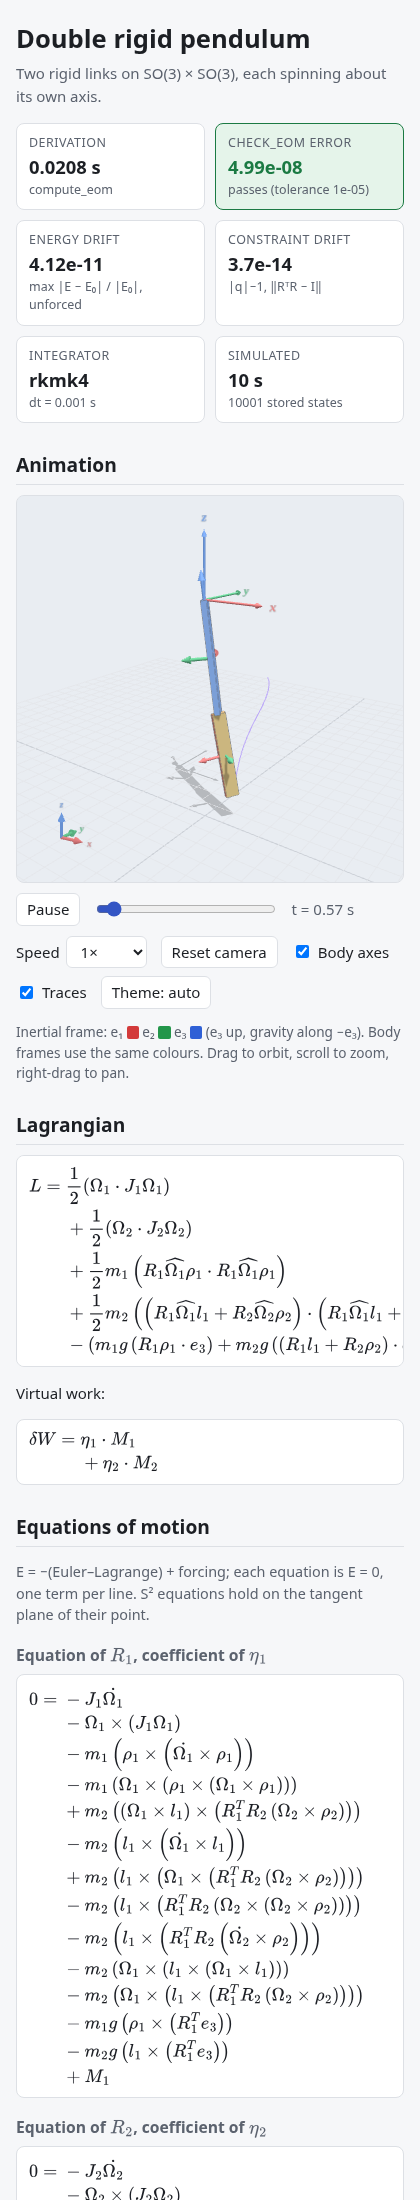 Double rigid pendulum
Two rigid links on SO(3) × SO(3), each spinning about
its own axis.
DERIVATION
0.0208 s
compute_eom
CHECK_EOM ERROR
4.99e-08
passes (tolerance 1e-05)
ENERGY DRIFT
4.12e-11
max |E − E₀| / |E₀|,
unforced
CONSTRAINT DRIFT
3.7e-14
|q|−1, ‖RᵀR − I‖
INTEGRATOR
rkmk4
dt = 0.001 s
SIMULATED
10 s
10001 stored states
Animation
z
y
x
z
y
x
Pause
t = 0.57 s
Speed 1× Reset camera Body axes
Traces Theme: auto
Inertial frame: e₁ e₂ e₃ (e₃ up, gravity along −e₃). Body
frames use the same colours. Drag to orbit, scroll to zoom,
right-drag to pan.
Lagrangian
L = 1/2 (Ω₁ · J₁Ω₁)
+ 1/2 (Ω₂ · J₂Ω₂)
+ 1/2 m₁ (R₁Ω̂₁ρ₁ · R₁Ω̂₁ρ₁)
+ 1/2 m₂ ((R₁Ω̂₁l₁ + R₂Ω̂₂ρ₂) · (R₁Ω̂₁l₁ +
− (m₁g (R₁ρ₁ · e₃) + m₂g ((R₁l₁ + R₂ρ₂) ·
Virtual work:
δW = η₁ · M₁
+ η₂ · M₂
Equations of motion
E = −(Euler–Lagrange) + forcing; each equation is E = 0,
one term per line. S² equations hold on the tangent
plane of their point.
Equation of R₁, coefficient of η₁
0 = − J₁Ω̇₁
− Ω₁ × (J₁Ω₁)
− m₁ (ρ₁ × (Ω̇₁ × ρ₁))
− m₁ (Ω₁ × (ρ₁ × (Ω₁ × ρ₁)))
+ m₂ ((Ω₁ × l₁) × (R₁ᵀR₂ (Ω₂ × ρ₂)))
− m₂ (l₁ × (Ω̇₁ × l₁))
+ m₂ (l₁ × (Ω₁ × (R₁ᵀR₂ (Ω₂ × ρ₂))))
− m₂ (l₁ × (R₁ᵀR₂ (Ω₂ × (Ω₂ × ρ₂))))
− m₂ (l₁ × (R₁ᵀR₂ (Ω̇₂ × ρ₂)))
− m₂ (Ω₁ × (l₁ × (Ω₁ × l₁)))
− m₂ (Ω₁ × (l₁ × (R₁ᵀR₂ (Ω₂ × ρ₂))))
− m₁g (ρ₁ × (R₁ᵀe₃))
− m₂g (l₁ × (R₁ᵀe₃))
+ M₁
Equation of R₂, coefficient of η₂
0 = − J₂Ω̇₂
− Ω₂ × (J₂Ω₂)